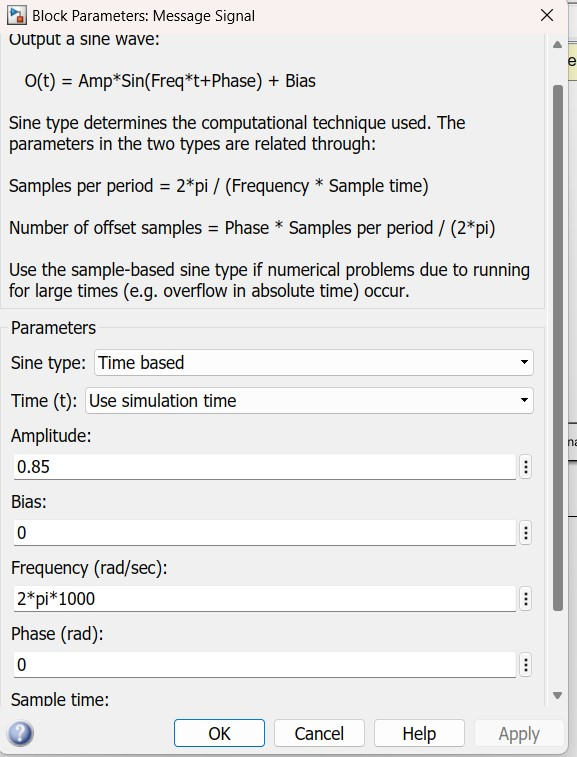 Block Parameters: Message Signal
Output a sine wave:
O(t) = Amp*Sin(Freq*t+Phase) + Bias
Sine type determines the computational technique used. The
parameters in the two types are related through:
Samples per period = 2*pi / (Frequency * Sample time)
Number of offset samples = Phase * Samples per period / (2*pi)
Use the sample-based sine type if numerical problems due to running
for large times (e.g. overflow in absolute time) occur.
Parameters
Sine type: Time based
Time (t): Use simulation time
Amplitude:
0.85
Bias:
0
Frequency (rad/sec):
2*pi*1000
Phase (rad):
0
Sample time:
? OK Cancel Help Apply